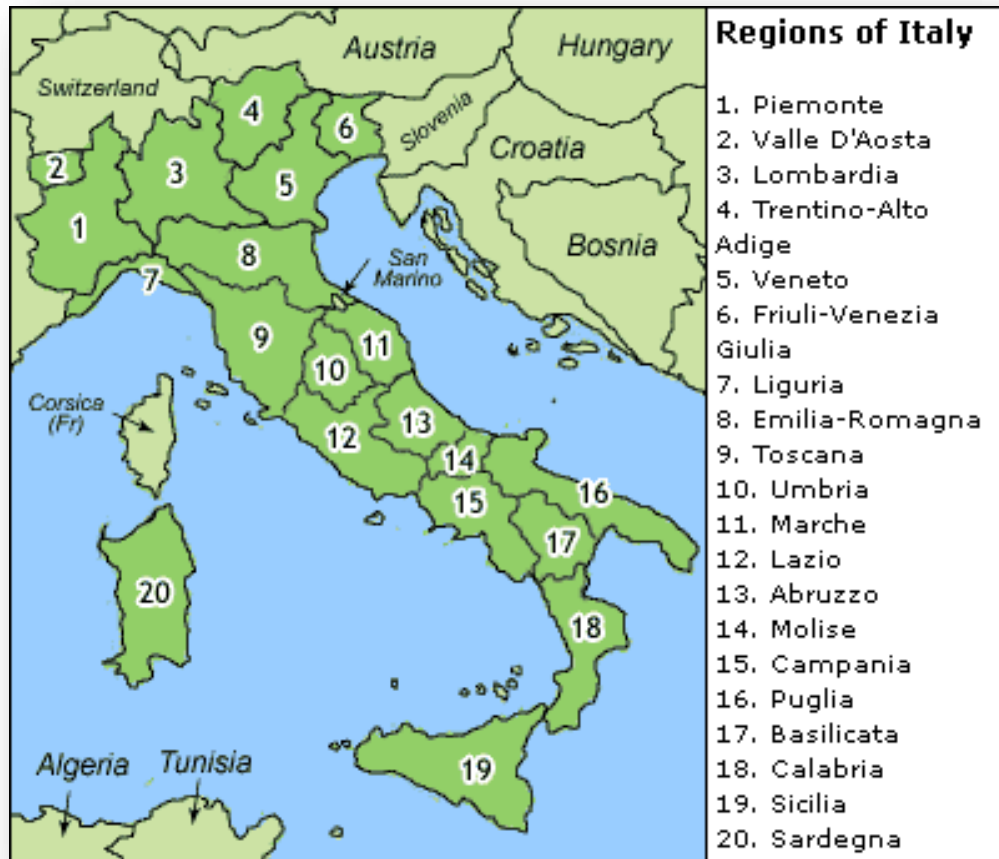 Regions of Italy
1. Piemonte
2. Valle D'Aosta
3. Lombardia
4. Trentino-Alto
Adige
5. Veneto
6. Friuli-Venezia
Giulia
7. Liguria
8. Emilia-Romagna
9. Toscana
10. Umbria
11. Marche
12. Lazio
13. Abruzzo
14. Molise
15. Campania
16. Puglia
17. Basilicata
18. Calabria
19. Sicilia
20. Sardegna
Austria
Hungary
Switzerland
Slovenia
Croatia
Bosnia
San
Marino
Corsica
(Fr)
Algeria
Tunisia
4
6
2
3
5
1
8
7
9
11
10
13
12
14
15
16
17
20
18
19